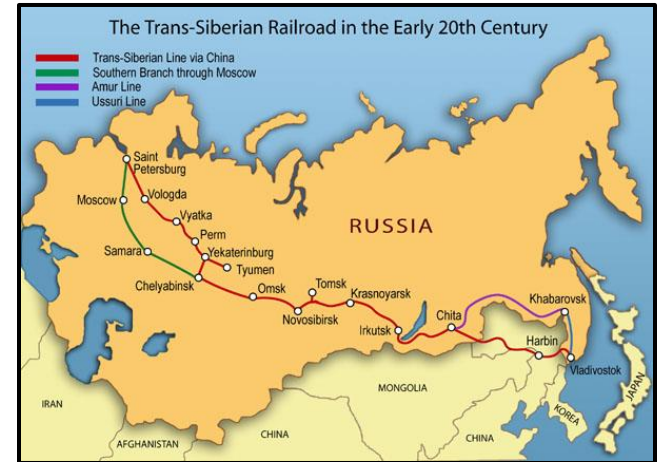 The Trans-Siberian Railroad in the Early 20th Century
Trans-Siberian Line via China
Southern Branch through Moscow
Amur Line
Ussuri Line
Saint
Petersburg
Moscow
Vologda
Vyatka
Perm
RUSSIA
Samara
Yekaterinburg
Tyumen
Chelyabinsk
Omsk
Tomsk
Krasnoyarsk
Novosibirsk
Irkutsk
Chita
Khabarovsk
Harbin
Vladivostok
IRAN
AFGHANISTAN
CHINA
MONGOLIA
CHINA
KOREA
JAPAN